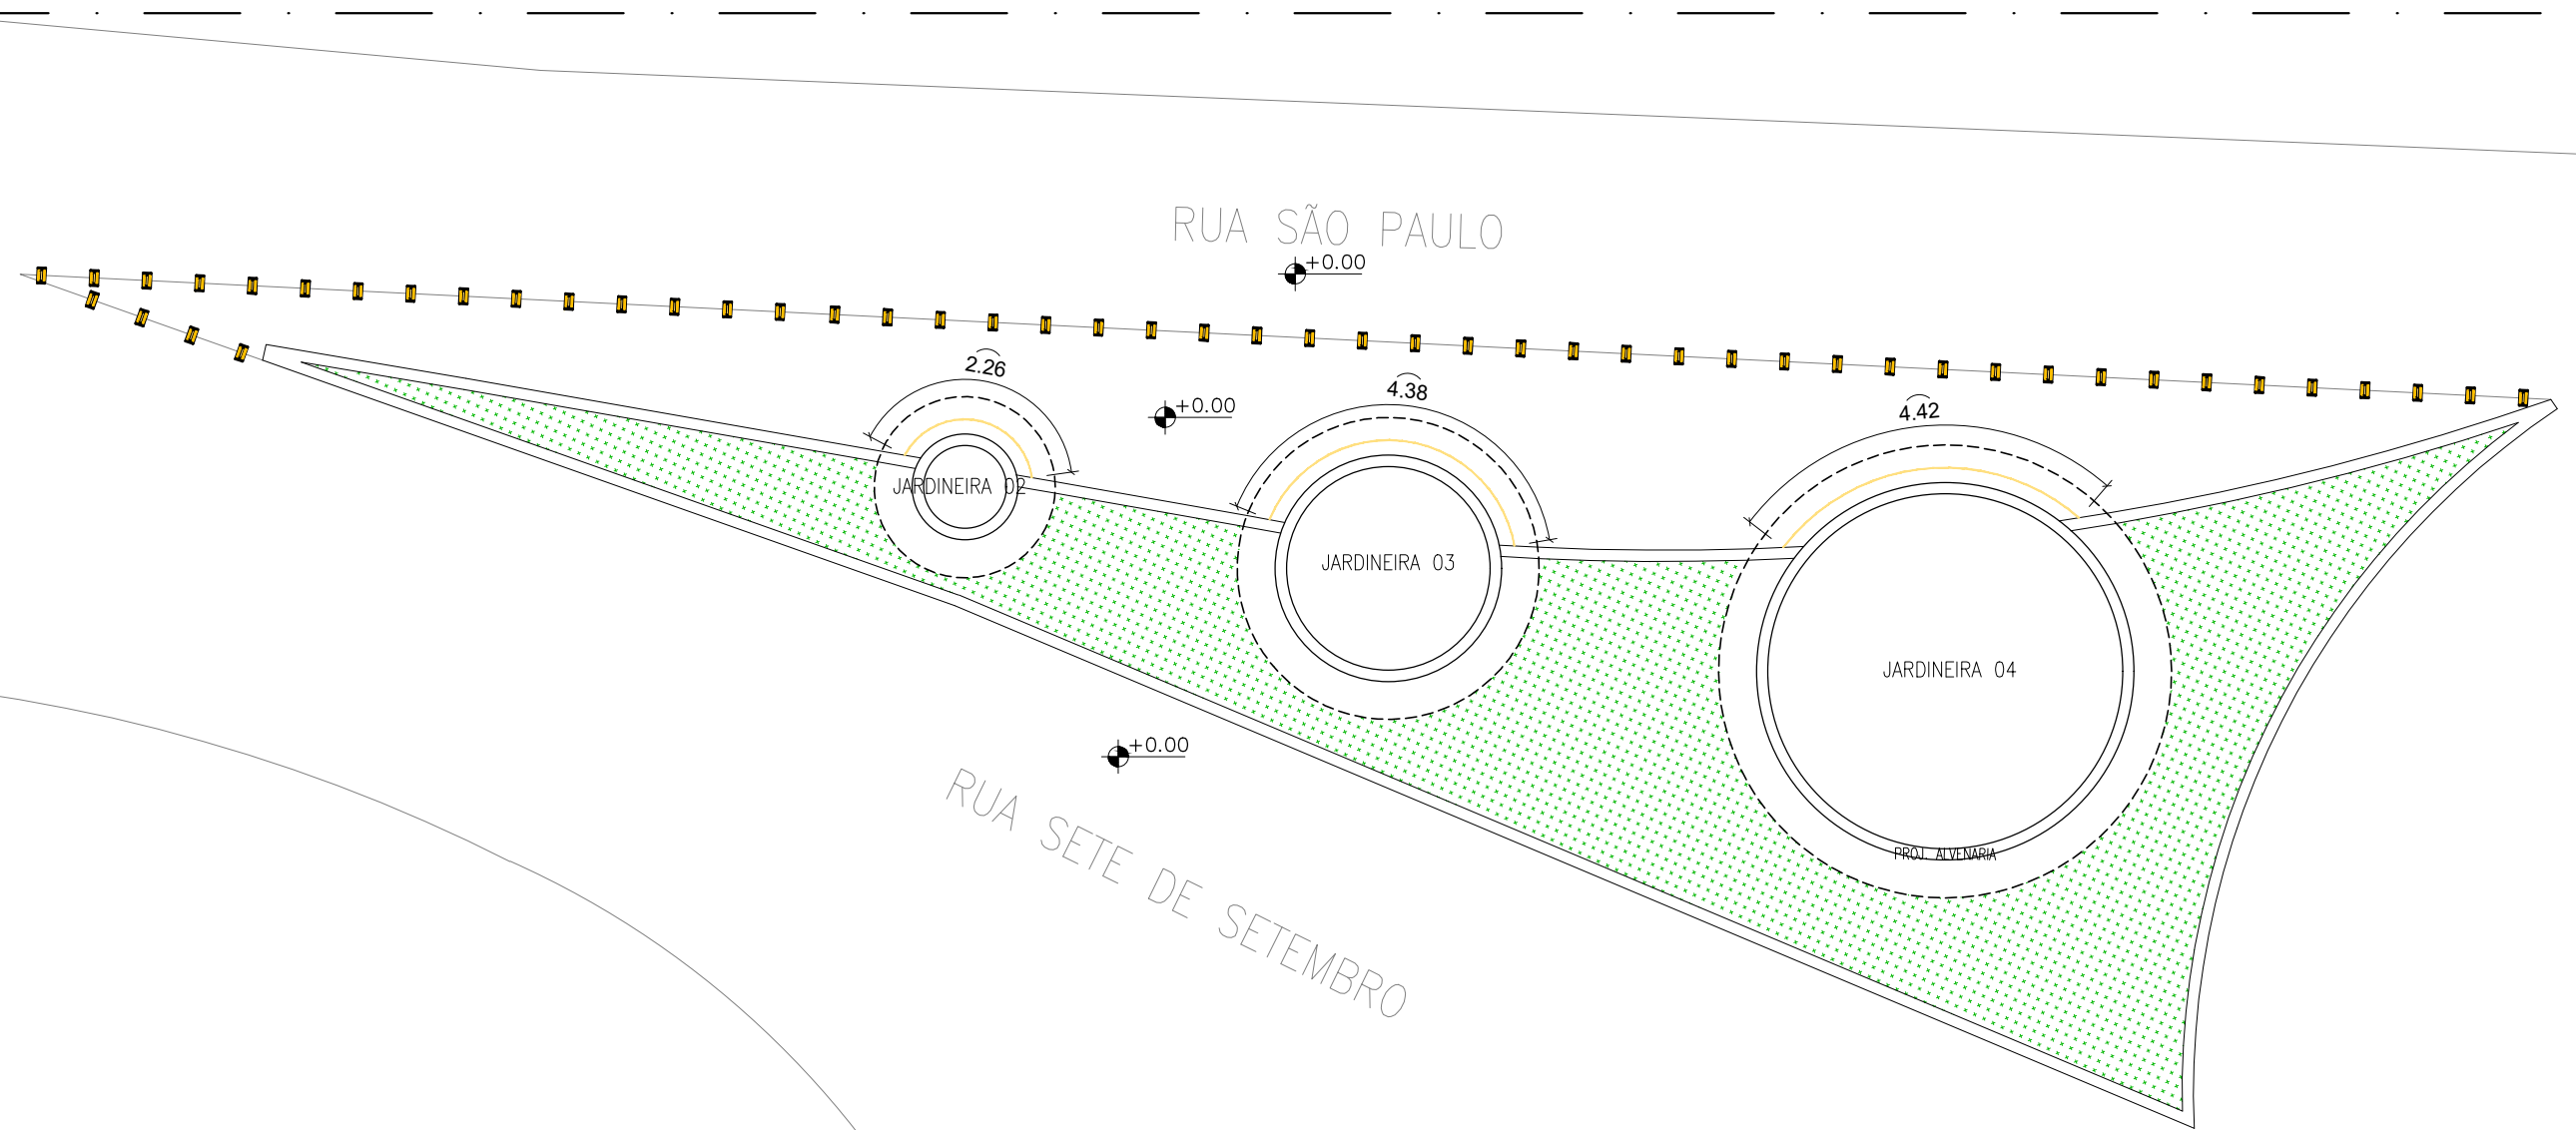 RUA SÃO PAULO
+0.00
2.26
4.38
+0.00
4.42
JARDINEIRA 02
JARDINEIRA 03
JARDINEIRA 04
+0.00
RUA SETE DE SETEMBRO
PROJ. ALVENARIA